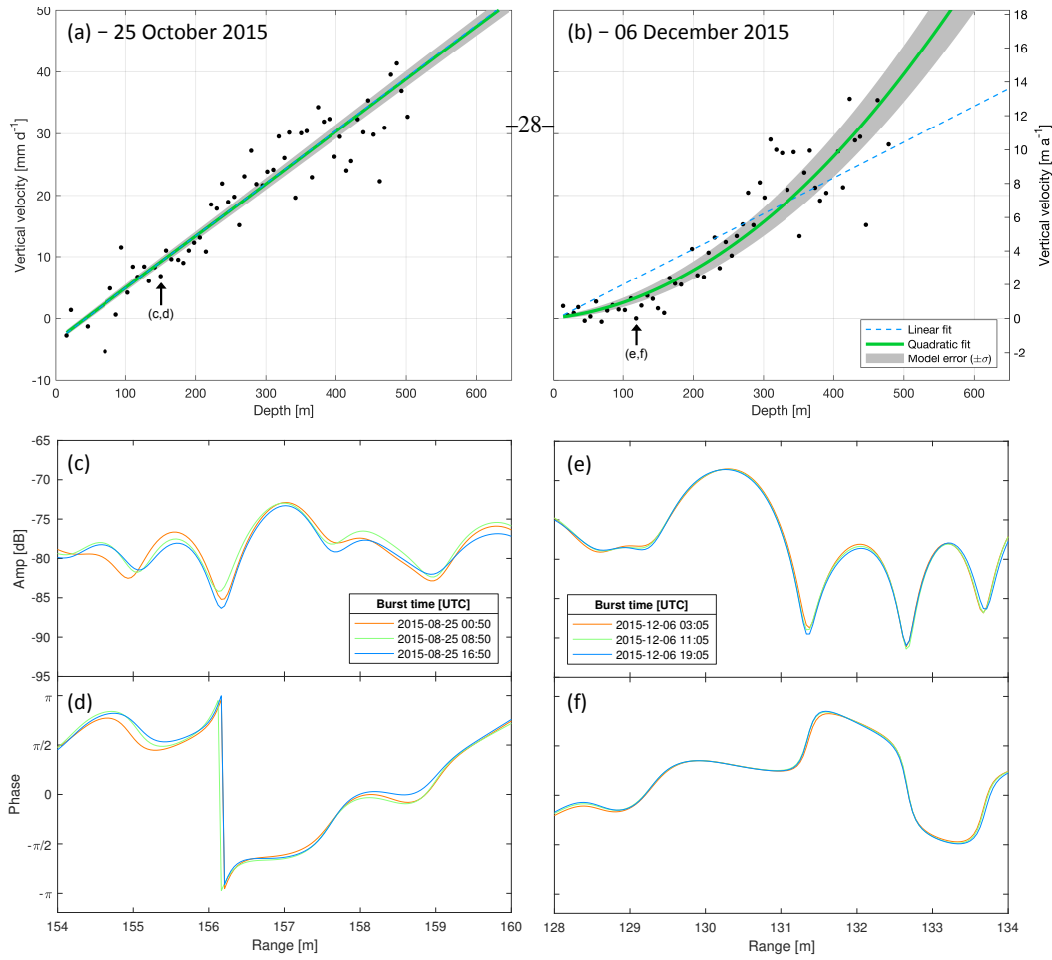 (a) – 25 October 2015
50
40
30
20
10
0
-10
Vertical velocity [mm d⁻¹]
0 100 200 300 400 500 600
Depth [m]
(c,d)
–28–
(b) – 06 December 2015
18
16
14
12
10
8
6
4
2
0
-2
Vertical velocity [m a⁻¹]
0 100 200 300 400 500 600
Depth [m]
(e,f)
Linear fit
Quadratic fit
Model error (±σ)
(c)
-65
-70
-75
-80
-85
-90
-95
Amp [dB]
Burst time [UTC]
2015-08-25 00:50
2015-08-25 08:50
2015-08-25 16:50
(e)
Burst time [UTC]
2015-12-06 03:05
2015-12-06 11:05
2015-12-06 19:05
(d)
π
π/2
0
-π/2
-π
Phase
154 155 156 157 158 159 160
Range [m]
(f)
128 129 130 131 132 133 134
Range [m]